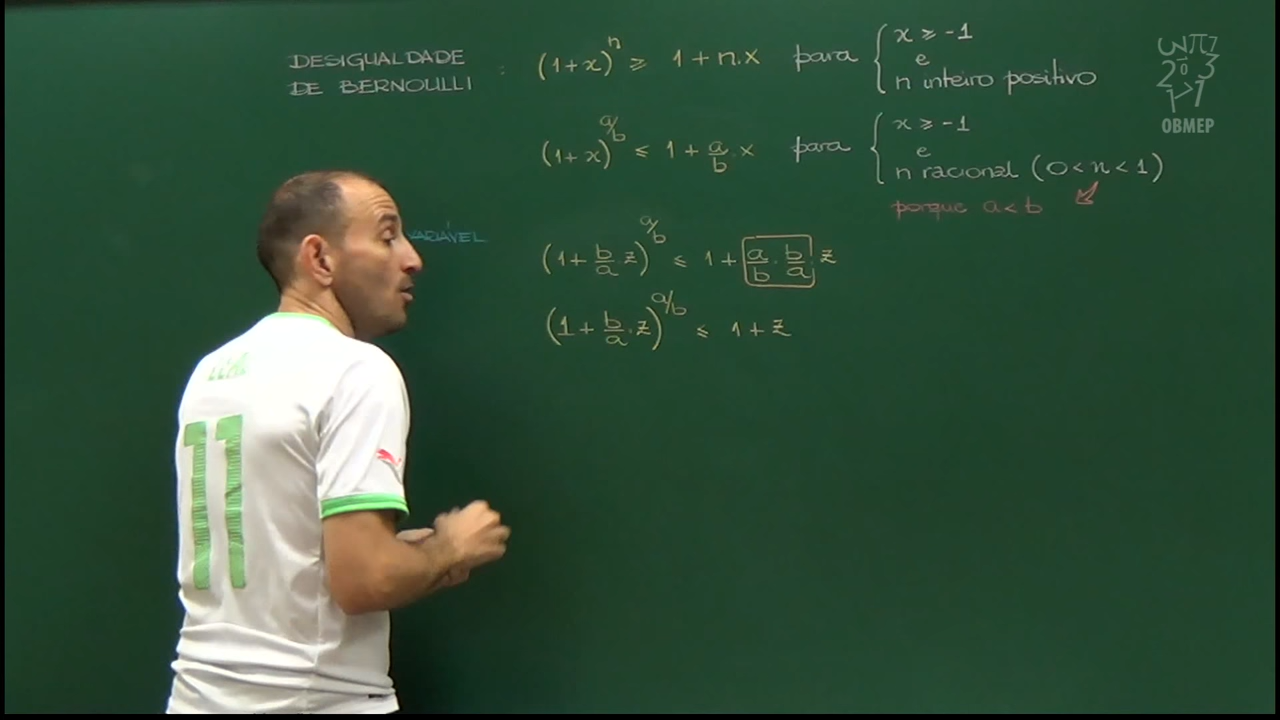 DESIGUALDADE
DE BERNOULLI : (1+x)^n ≥ 1 + n.x para { x ≥ -1
e
n inteiro positivo
OBMEP
(1+x)^(a/b) ≤ 1 + a/b . x para { x ≥ -1
e
n racional (0 < n < 1)
porque a < b
VARIÁVEL
(1 + b/a . z)^(a/b) ≤ 1 + a/b . b/a . z
(1 + b/a . z)^(a/b) ≤ 1 + z
11